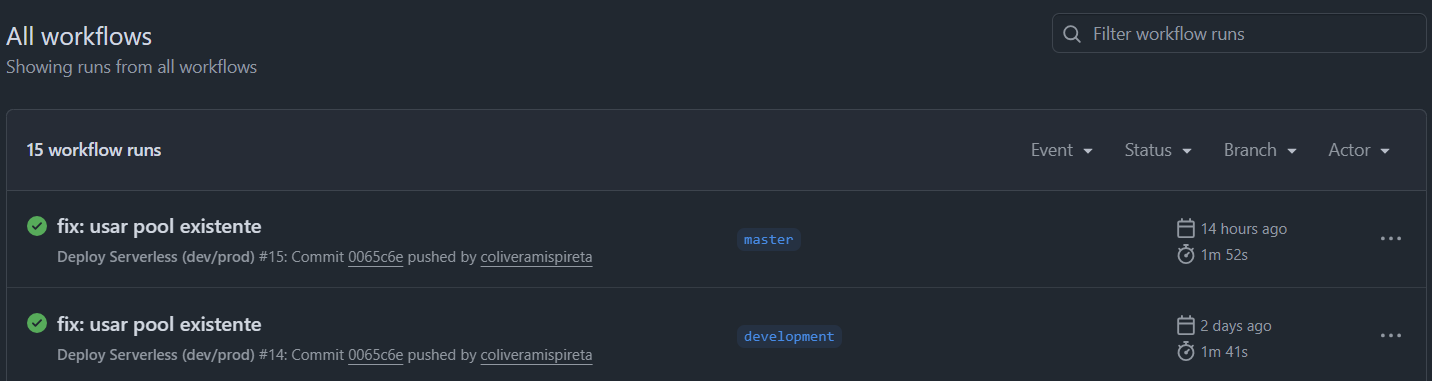 All workflows
Filter workflow runs
Showing runs from all workflows
15 workflow runs
Event Status Branch Actor
fix: usar pool existente
master
14 hours ago
Deploy Serverless (dev/prod) #15: Commit 0065c6e pushed by coliveramispireta
1m 52s
fix: usar pool existente
development
2 days ago
Deploy Serverless (dev/prod) #14: Commit 0065c6e pushed by coliveramispireta
1m 41s